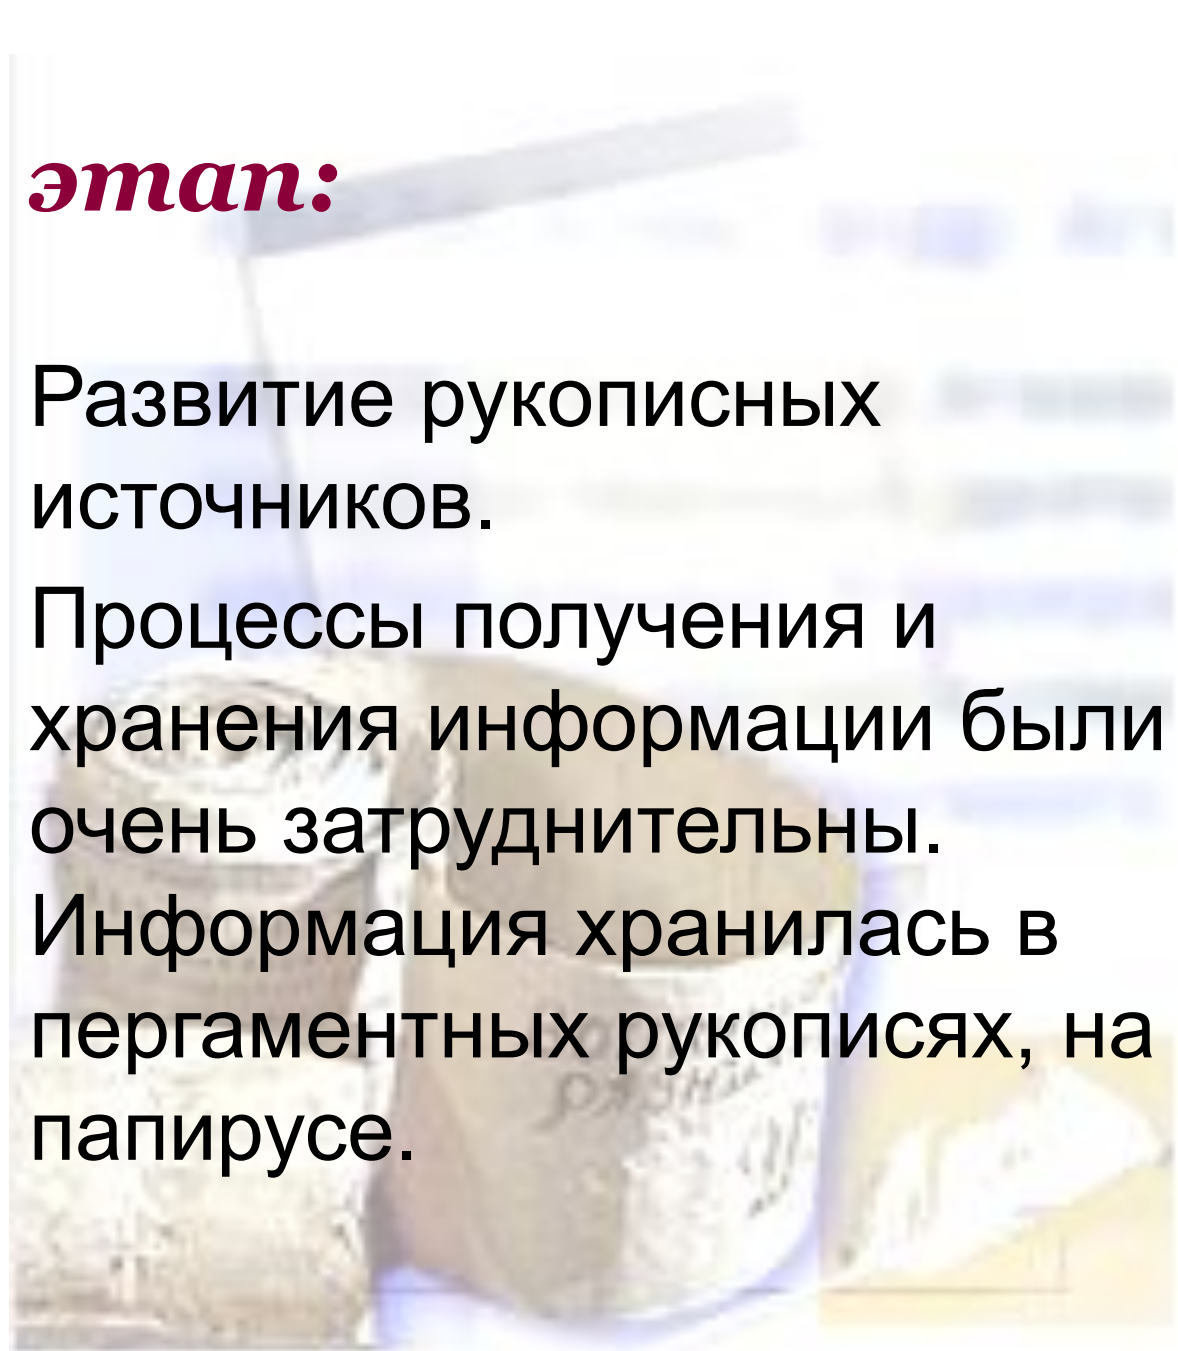 этап:
Развитие рукописных
источников.
Процессы получения и
хранения информации были
очень затруднительны.
Информация хранилась в
пергаментных рукописях, на
папирусе.